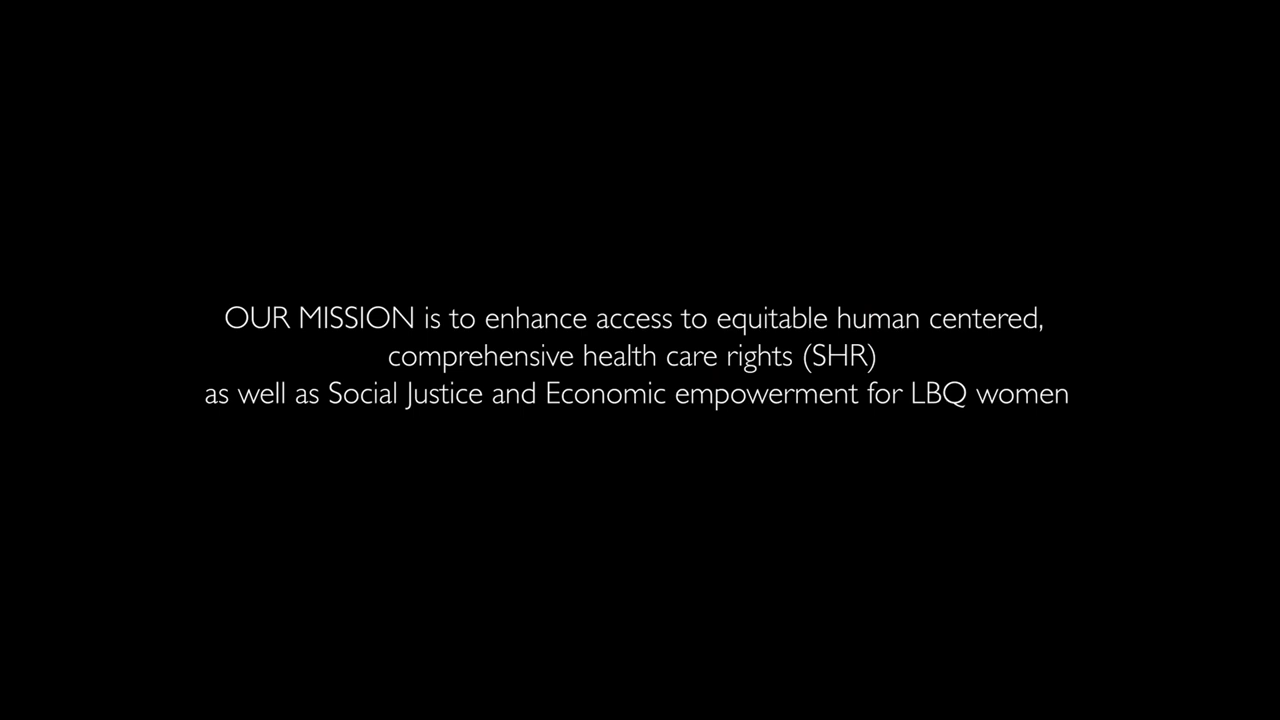 OUR MISSION is to enhance access to equitable human centered,
comprehensive health care rights (SHR)
as well as Social Justice and Economic empowerment for LBQ women